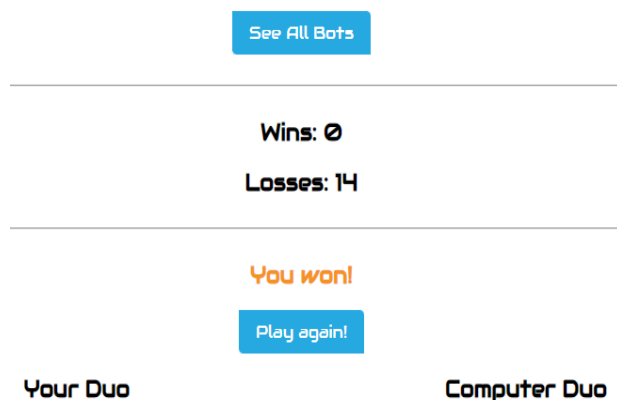 See All Bots
Wins: 0
Losses: 14
You won!
Play again!
Your Duo
Computer Duo